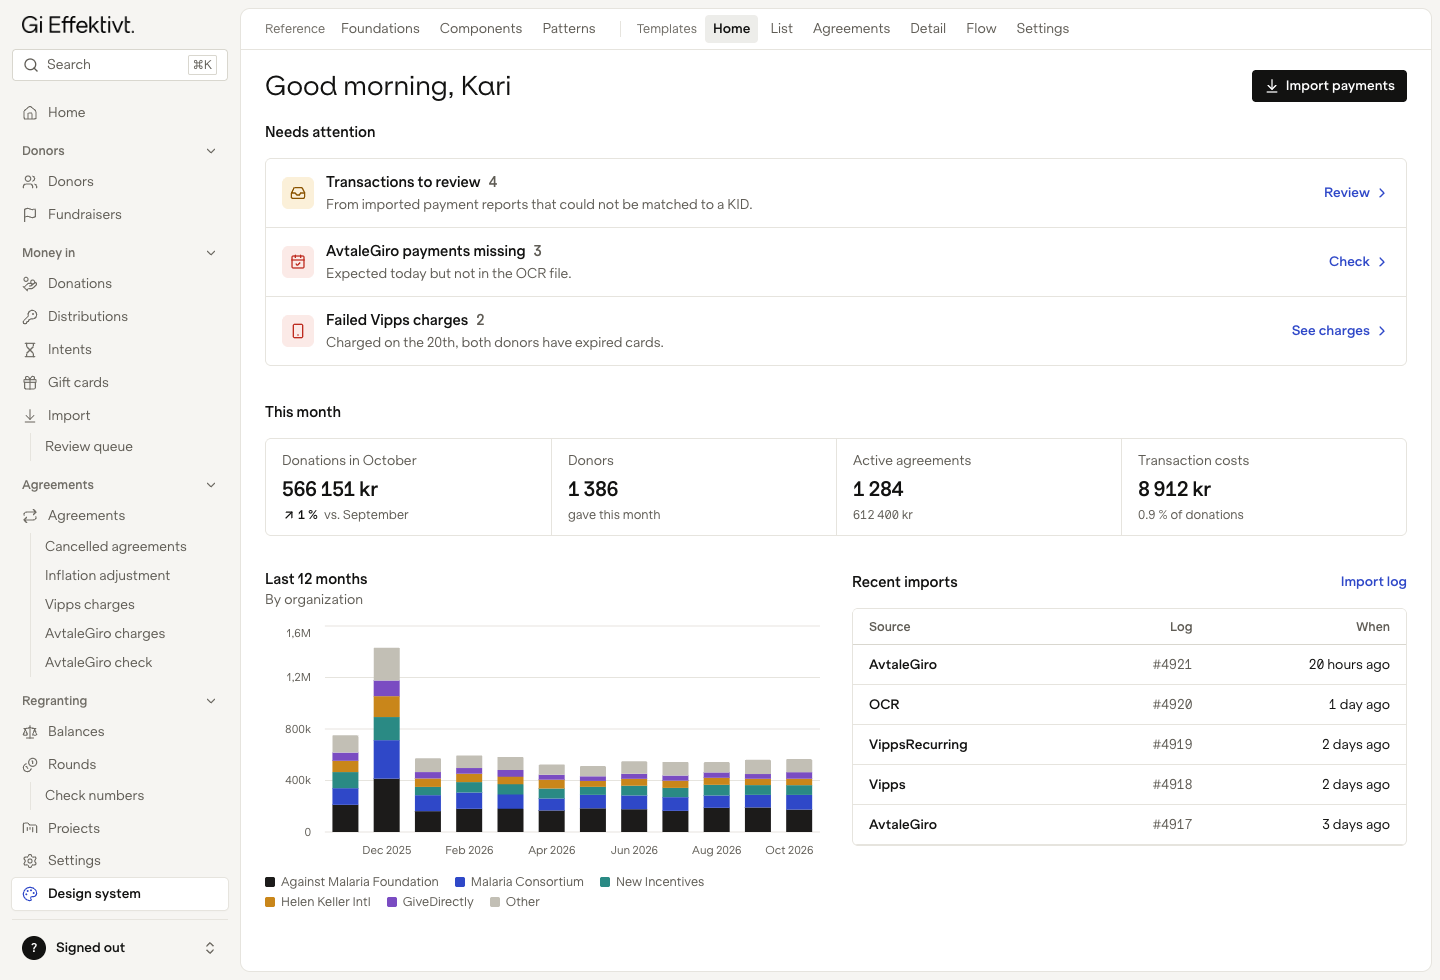 Gi Effektivt.
Search
⌘K
Home
Donors
Donors
Fundraisers
Money in
Donations
Distributions
Intents
Gift cards
Import
Review queue
Agreements
Agreements
Cancelled agreements
Inflation adjustment
Vipps charges
AvtaleGiro charges
AvtaleGiro check
Regranting
Balances
Rounds
Check numbers
Projects
Settings
Design system
?
Signed out
Reference Foundations Components Patterns Templates Home List Agreements Detail Flow Settings
Good morning, Kari
Import payments
Needs attention
Transactions to review 4
From imported payment reports that could not be matched to a KID.
Review
AvtaleGiro payments missing 3
Expected today but not in the OCR file.
Check
Failed Vipps charges 2
Charged on the 20th, both donors have expired cards.
See charges
This month
Donations in October
566 151 kr
1 % vs. September
Donors
1 386
gave this month
Active agreements
1 284
612 400 kr
Transaction costs
8 912 kr
0.9 % of donations
Last 12 months
By organization
1,6M
1,2M
800k
400k
0
Dec 2025 Feb 2026 Apr 2026 Jun 2026 Aug 2026 Oct 2026
Against Malaria Foundation Malaria Consortium New Incentives
Helen Keller Intl GiveDirectly Other
Recent imports
Import log
Source Log When
AvtaleGiro #4921 20 hours ago
OCR #4920 1 day ago
VippsRecurring #4919 2 days ago
Vipps #4918 2 days ago
AvtaleGiro #4917 3 days ago